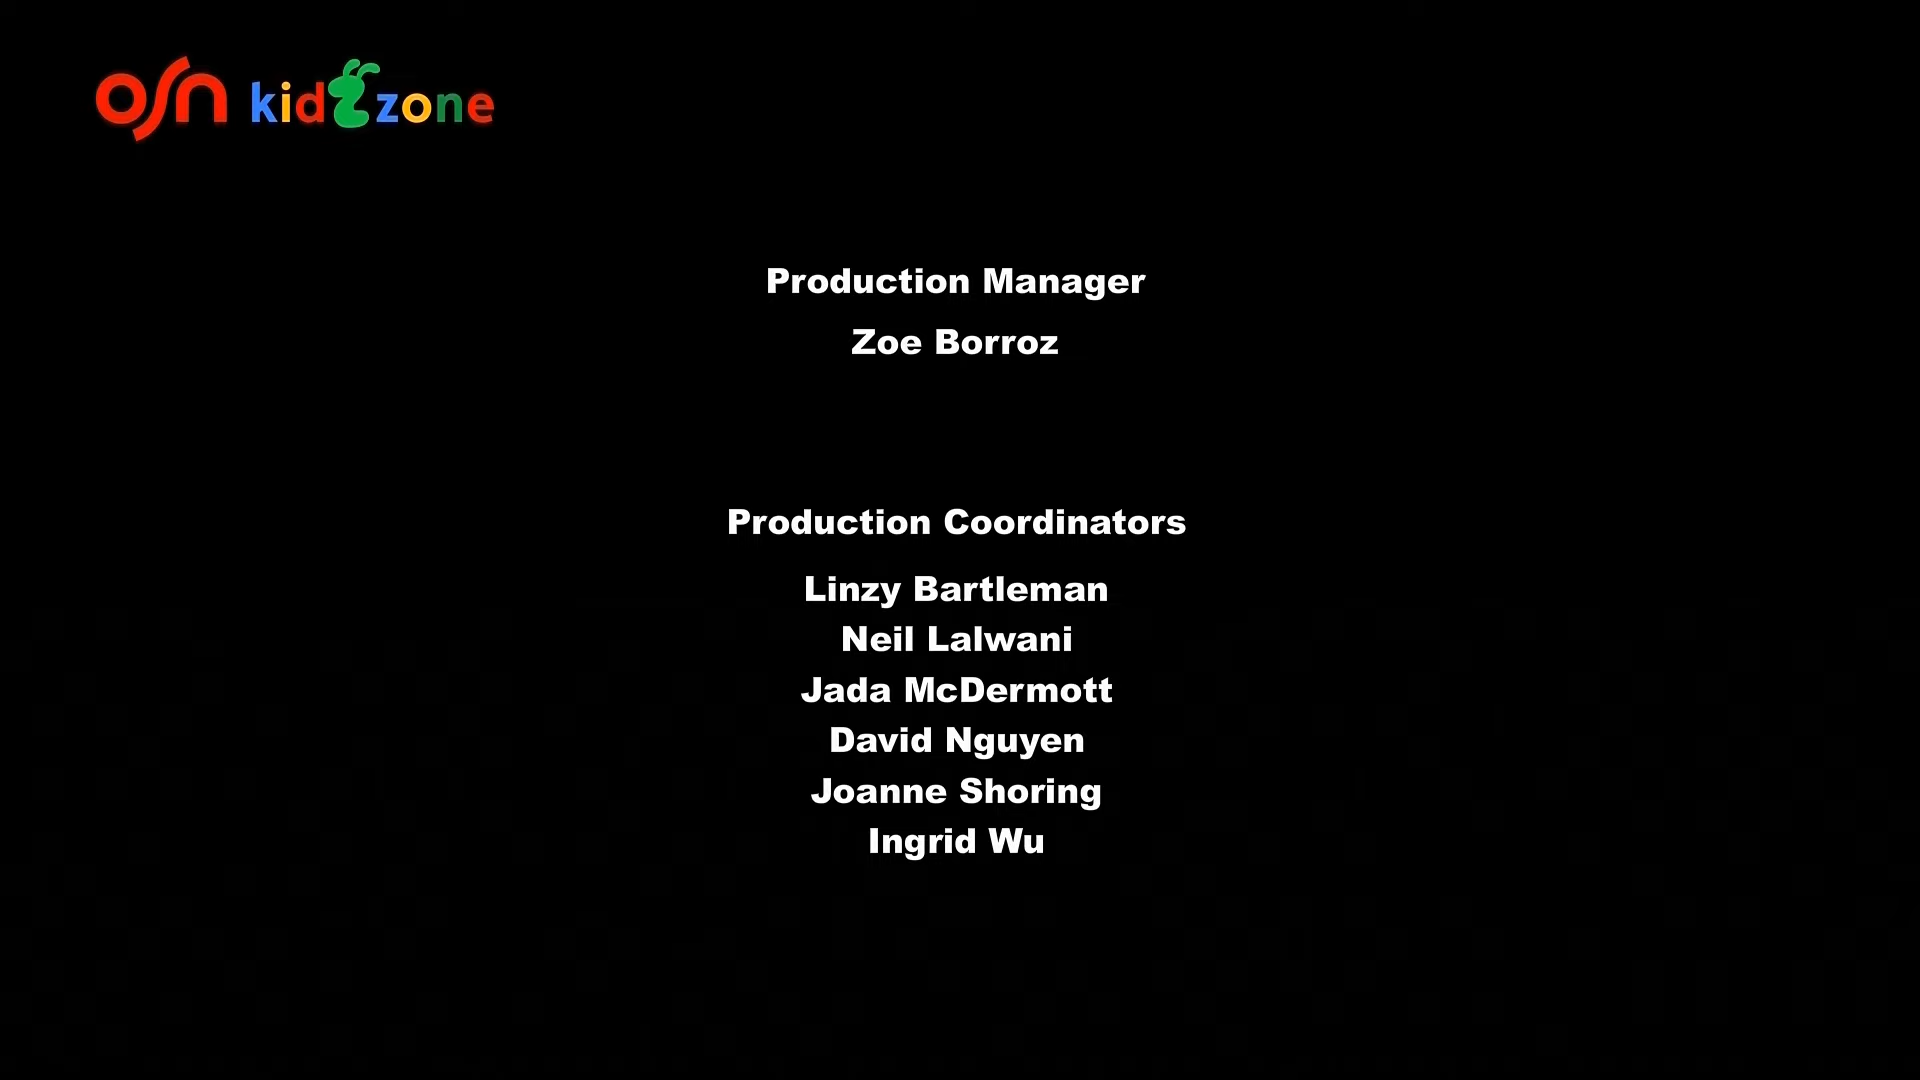 osn kidzzone
Production Manager
Zoe Borroz
Production Coordinators
Linzy Bartleman
Neil Lalwani
Jada McDermott
David Nguyen
Joanne Shoring
Ingrid Wu